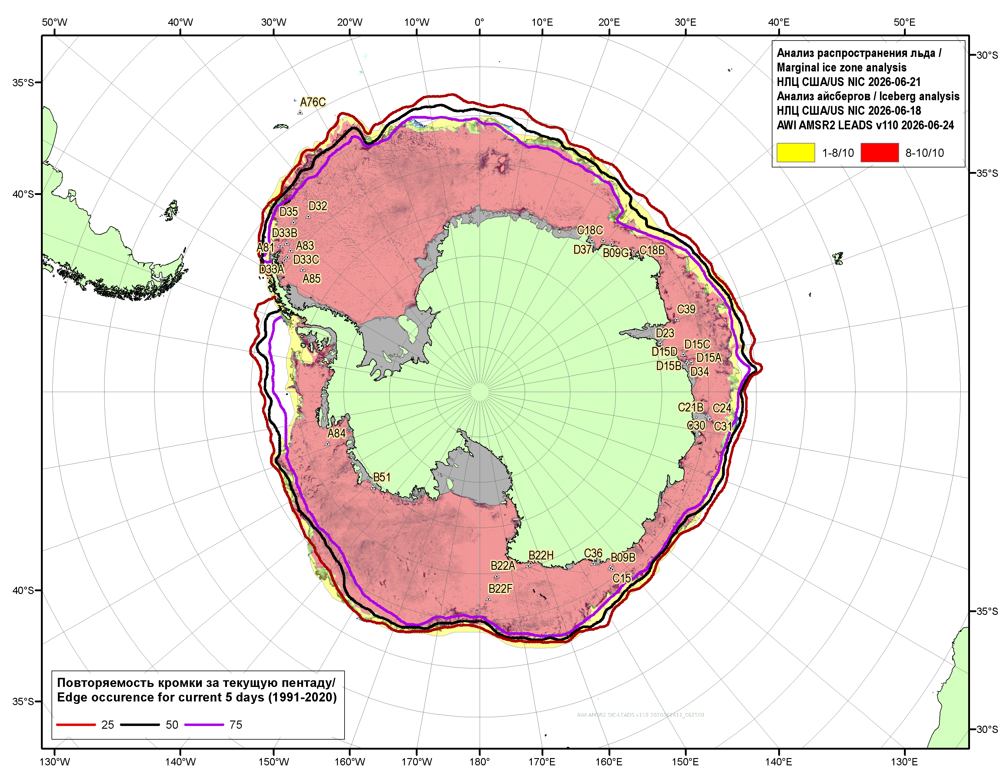 50°W 40°W 30°W 20°W 10°W 0° 10°E 20°E 30°E 40°E 50°E
Анализ распространения льда /
Marginal ice zone analysis
НЛЦ США/US NIC 2026-06-21
Анализ айсбергов / Iceberg analysis
НЛЦ США/US NIC 2026-06-18
AWI AMSR2 LEADS v110 2026-06-24
1-8/10 8-10/10
30°S
35°S
35°S
40°S
A76C
D32
D35
D33B
A81
A83
D33C
D33A
A85
C18C
D37
B09G
C18B
C39
D23
D15C
D15D
D15A
D15B
D34
C21B
C24
C30
C31
A84
B51
B22H
B22A
B22F
C36
B09B
C15
40°S
35°S
35°S
30°S
Повторяемость кромки за текущую пентаду/
Edge occurence for current 5 days (1991-2020)
25 50 75
AWI AMSR2 SIC-LEADS v110 2026062412_062500
130°W 140°W 150°W 160°W 170°W 180° 170°E 160°E 150°E 140°E 130°E